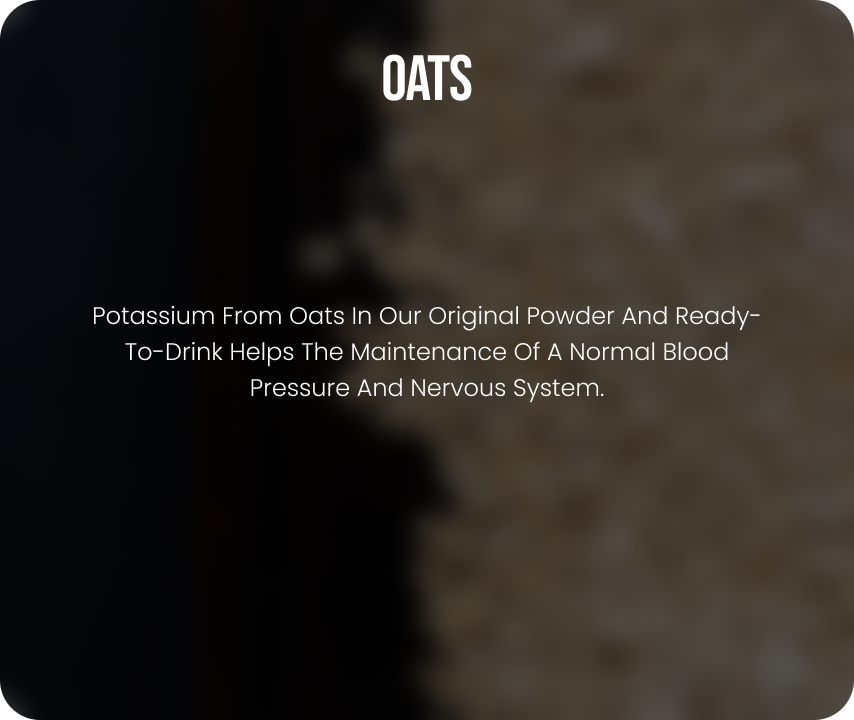 OATS
Potassium From Oats In Our Original Powder And Ready-
To-Drink Helps The Maintenance Of A Normal Blood
Pressure And Nervous System.